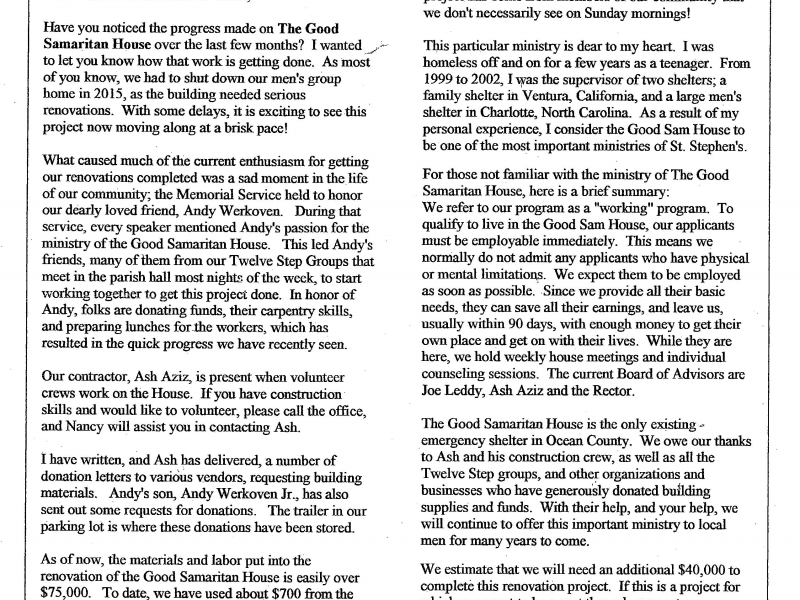 Have you noticed the progress made on The Good
Samaritan House over the last few months? I wanted
to let you know how that work is getting done. As most
of you know, we had to shut down our men's group
home in 2015, as the building needed serious
renovations. With some delays, it is exciting to see this
project now moving along at a brisk pace!
What caused much of the current enthusiasm for getting
our renovations completed was a sad moment in the life
of our community; the Memorial Service held to honor
our dearly loved friend, Andy Werkoven. During that
service, every speaker mentioned Andy's passion for the
ministry of the Good Samaritan House. This led Andy's
friends, many of them from our Twelve Step Groups that
meet in the parish hall most nights of the week, to start
working together to get this project done. In honor of
Andy, folks are donating funds, their carpentry skills,
and preparing lunches for the workers, which has
resulted in the quick progress we have recently seen.
Our contractor, Ash Aziz, is present when volunteer
crews work on the House. If you have construction
skills and would like to volunteer, please call the office,
and Nancy will assist you in contacting Ash.
I have written, and Ash has delivered, a number of
donation letters to various vendors, requesting building
materials. Andy's son, Andy Werkoven Jr., has also
sent out some requests for donations. The trailer in our
parking lot is where these donations have been stored.
As of now, the materials and labor put into the
renovation of the Good Samaritan House is easily over
$75,000. To date, we have used about $700 from the
we don't necessarily see on Sunday mornings!
This particular ministry is dear to my heart. I was
homeless off and on for a few years as a teenager. From
1999 to 2002, I was the supervisor of two shelters; a
family shelter in Ventura, California, and a large men's
shelter in Charlotte, North Carolina. As a result of my
personal experience, I consider the Good Sam House to
be one of the most important ministries of St. Stephen's.
For those not familiar with the ministry of The Good
Samaritan House, here is a brief summary:
We refer to our program as a "working" program. To
qualify to live in the Good Sam House, our applicants
must be employable immediately. This means we
normally do not admit any applicants who have physical
or mental limitations. We expect them to be employed
as soon as possible. Since we provide all their basic
needs, they can save all their earnings, and leave us,
usually within 90 days, with enough money to get their
own place and get on with their lives. While they are
here, we hold weekly house meetings and individual
counseling sessions. The current Board of Advisors are
Joe Leddy, Ash Aziz and the Rector.
The Good Samaritan House is the only existing
emergency shelter in Ocean County. We owe our thanks
to Ash and his construction crew, as well as all the
Twelve Step groups, and other organizations and
businesses who have generously donated building
supplies and funds. With their help, and your help, we
will continue to offer this important ministry to local
men for many years to come.
We estimate that we will need an additional $40,000 to
complete this renovation project. If this is a project for